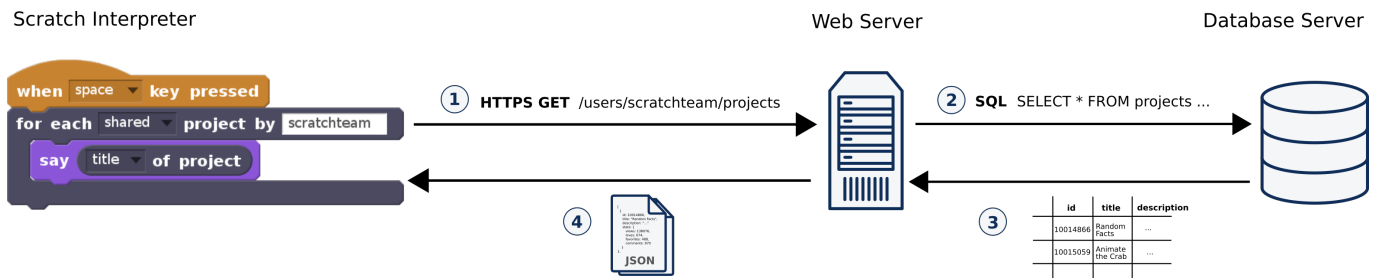 Scratch Interpreter
Web Server
Database Server
when space key pressed
for each shared project by scratchteam
say title of project
1 HTTPS GET /users/scratchteam/projects
2 SQL SELECT * FROM projects ...
4
JSON
3
id title description
10014866 Random Facts ...
10015059 Animate the Crab ...